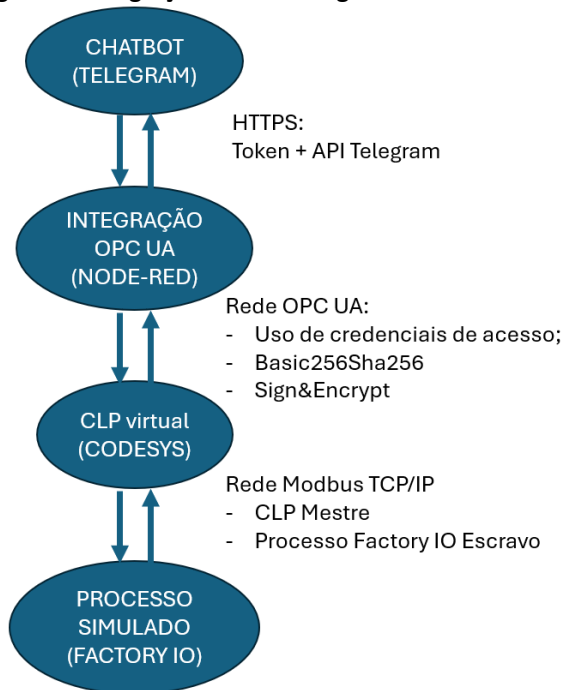 CHATBOT
(TELEGRAM)
HTTPS:
Token + API Telegram
INTEGRAÇÃO
OPC UA
(NODE-RED)
Rede OPC UA:
- Uso de credenciais de acesso;
- Basic256Sha256
- Sign&Encrypt
CLP virtual
(CODESYS)
Rede Modbus TCP/IP
- CLP Mestre
- Processo Factory IO Escravo
PROCESSO
SIMULADO
(FACTORY IO)